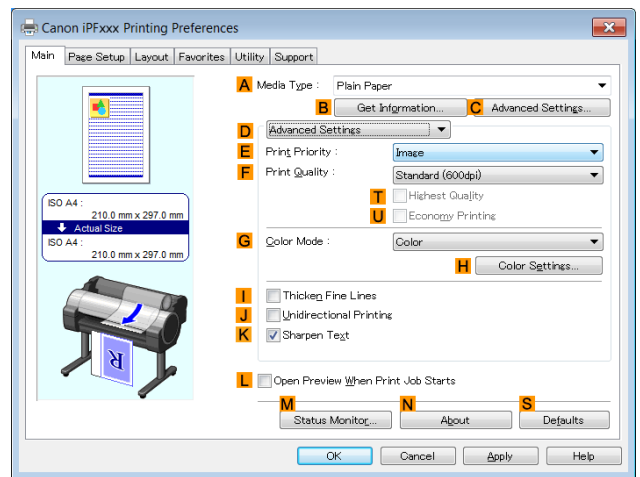 Canon iPFxxx Printing Preferences
Main Page Setup Layout Favorites Utility Support
A Media Type : Plain Paper
B Get Information... C Advanced Settings...
D Advanced Settings
E Print Priority : Image
F Print Quality : Standard (600dpi)
T Highest Quality
U Economy Printing
ISO A4 :
210.0 mm x 297.0 mm
Actual Size
ISO A4 :
210.0 mm x 297.0 mm
G Color Mode : Color
H Color Settings...
I Thicken Fine Lines
J Unidirectional Printing
K Sharpen Text
R
L Open Preview When Print Job Starts
M N S
Status Monitor... About Defaults
OK Cancel Apply Help